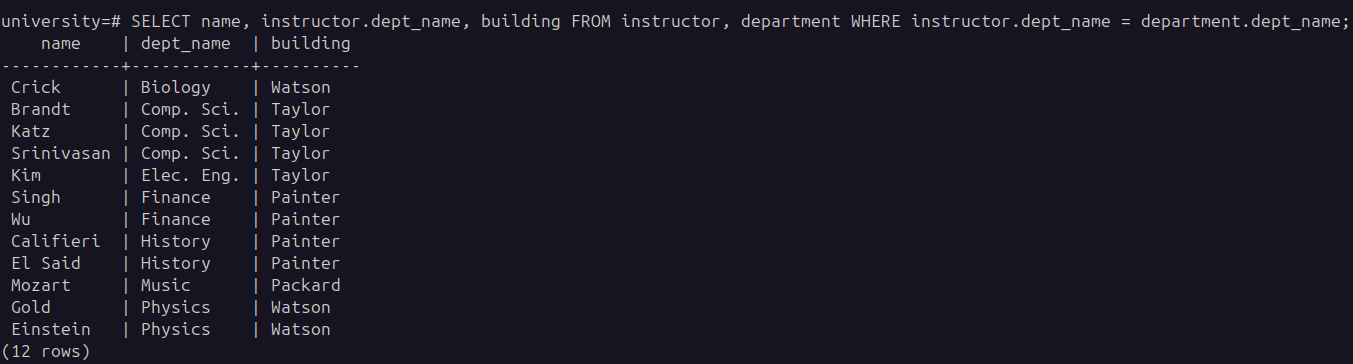 university=# SELECT name, instructor.dept_name, building FROM instructor, department WHERE instructor.dept_name = department.dept_name;
    name    | dept_name  | building
------------+------------+----------
 Crick      | Biology    | Watson
 Brandt     | Comp. Sci. | Taylor
 Katz       | Comp. Sci. | Taylor
 Srinivasan | Comp. Sci. | Taylor
 Kim        | Elec. Eng. | Taylor
 Singh      | Finance    | Painter
 Wu         | Finance    | Painter
 Califieri  | History    | Painter
 El Said    | History    | Painter
 Mozart     | Music      | Packard
 Gold       | Physics    | Watson
 Einstein   | Physics    | Watson
(12 rows)